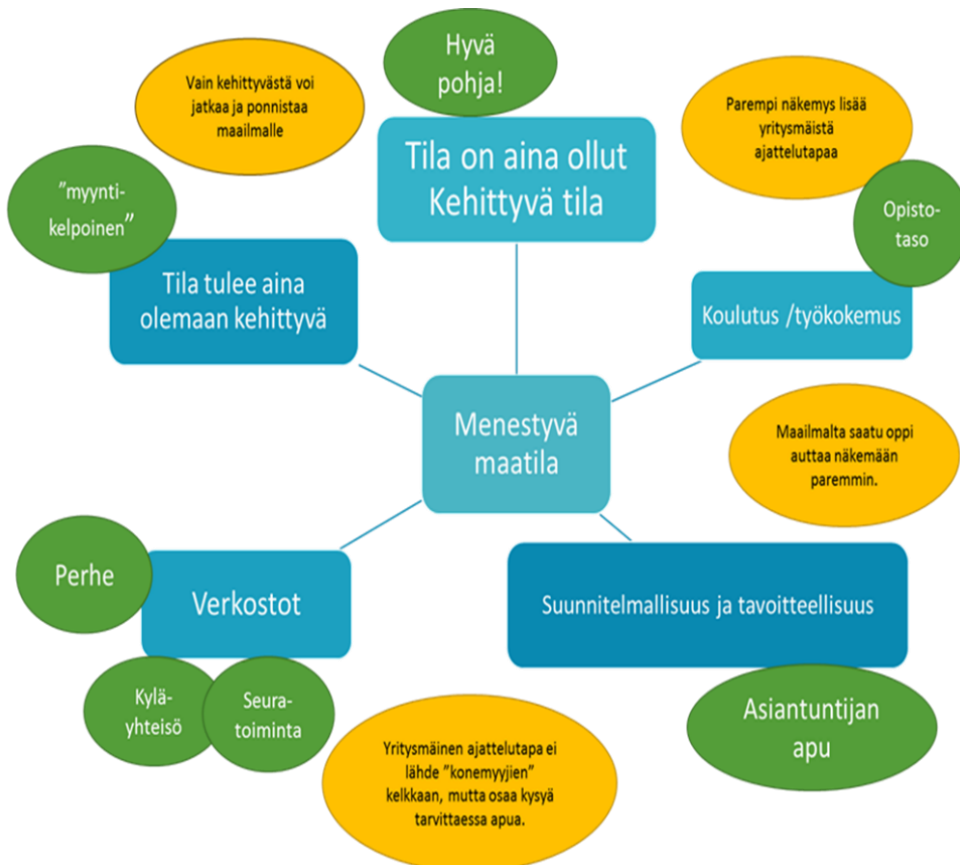 Hyvä
pohja!
Vain kehittyvästä voi
jatkaa ja ponnistaa
maailmalle
Parempi näkemys lisää
yritysmäistä
ajattelutapaa
Tila on aina ollut
Kehittyvä tila
"myynti-
kelpoinen"
Opisto-
taso
Tila tulee aina
olemaan kehittyvä
Koulutus /työkokemus
Menestyvä
maatila
Maailmalta saatu oppi
auttaa näkemään
paremmin.
Perhe
Verkostot
Suunnitelmallisuus ja tavoitteellisuus
Kylä-
yhteisö
Seura-
toiminta
Asiantuntijan
apu
Yritysmäinen ajattelutapa ei
lähde "konemyyjien"
kelkkaan, mutta osaa kysyä
tarvittaessa apua.